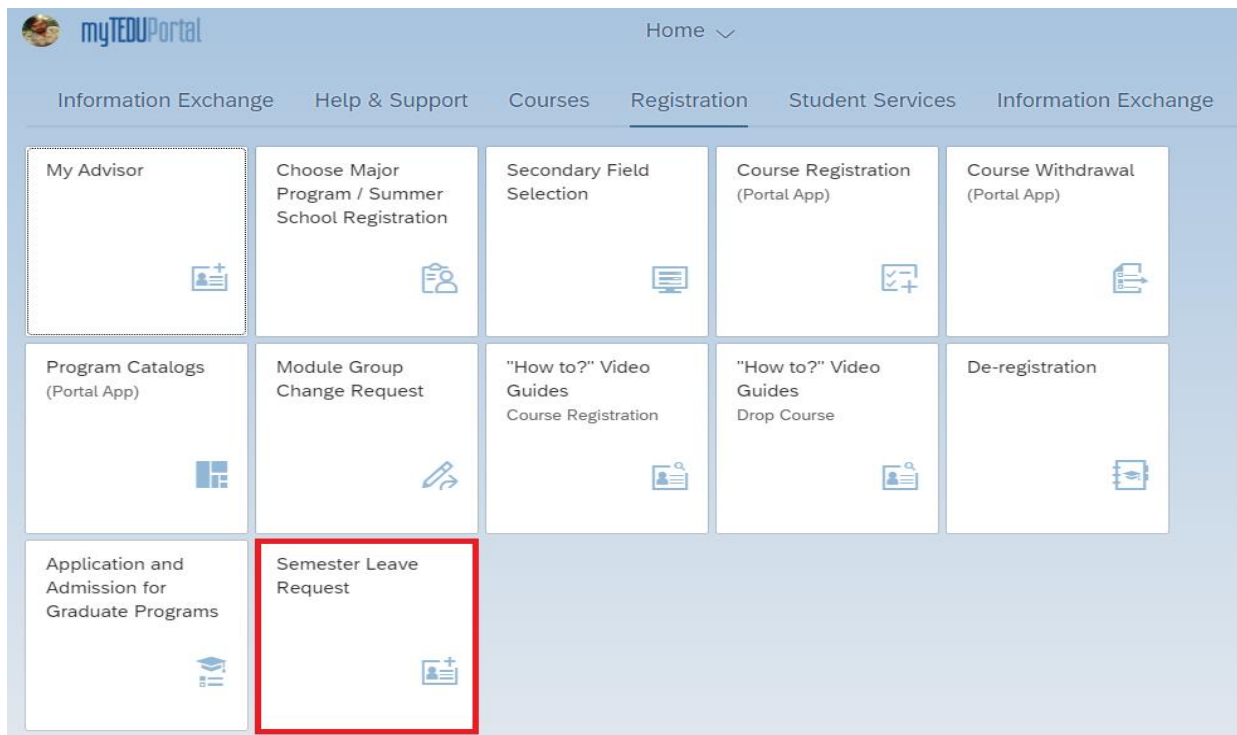 myTEDUPortal
Home
Information Exchange
Help & Support
Courses
Registration
Student Services
Information Exchange
My Advisor
Choose Major
Program / Summer
School Registration
Secondary Field
Selection
Course Registration
(Portal App)
Course Withdrawal
(Portal App)
Program Catalogs
(Portal App)
Module Group
Change Request
"How to?" Video
Guides
Course Registration
"How to?" Video
Guides
Drop Course
De-registration
Application and
Admission for
Graduate Programs
Semester Leave
Request